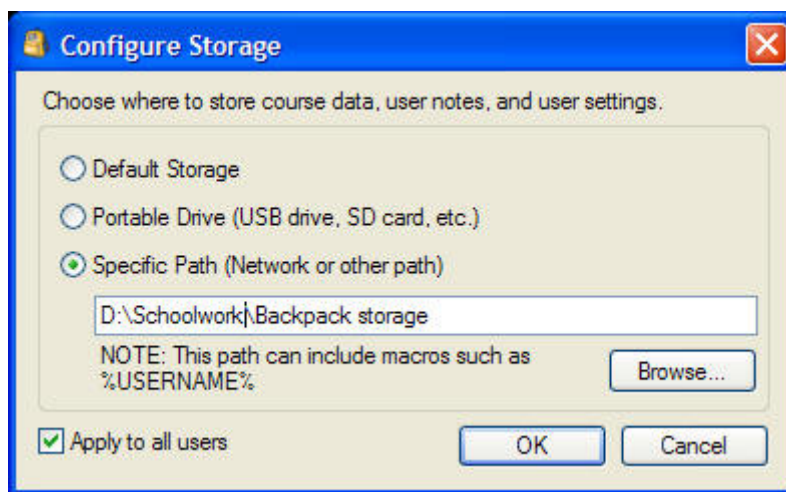 Configure Storage
Choose where to store course data, user notes, and user settings.
Default Storage
Portable Drive (USB drive, SD card, etc.)
Specific Path (Network or other path)
D:\Schoolwork\Backpack storage
NOTE: This path can include macros such as
%USERNAME%
Browse...
Apply to all users
OK
Cancel